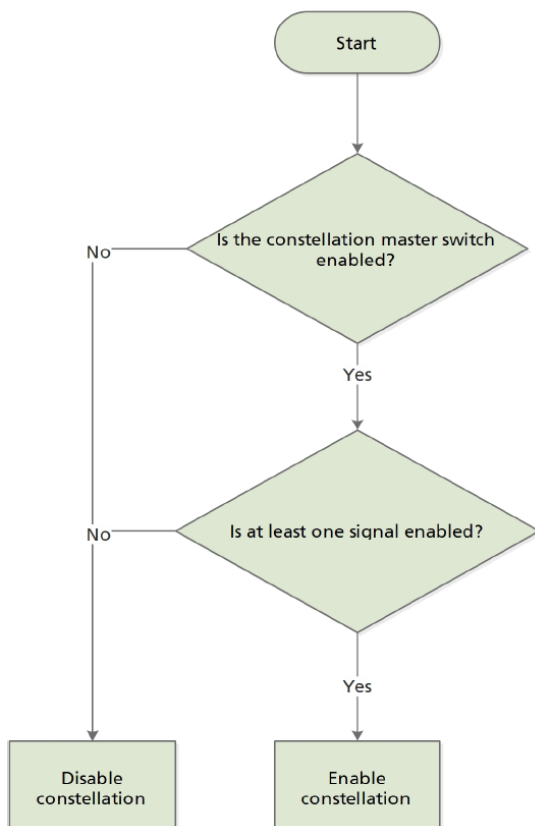 Start
Is the constellation master switch
enabled?
No
Yes
Is at least one signal enabled?
No
Yes
Disable
constellation
Enable
constellation